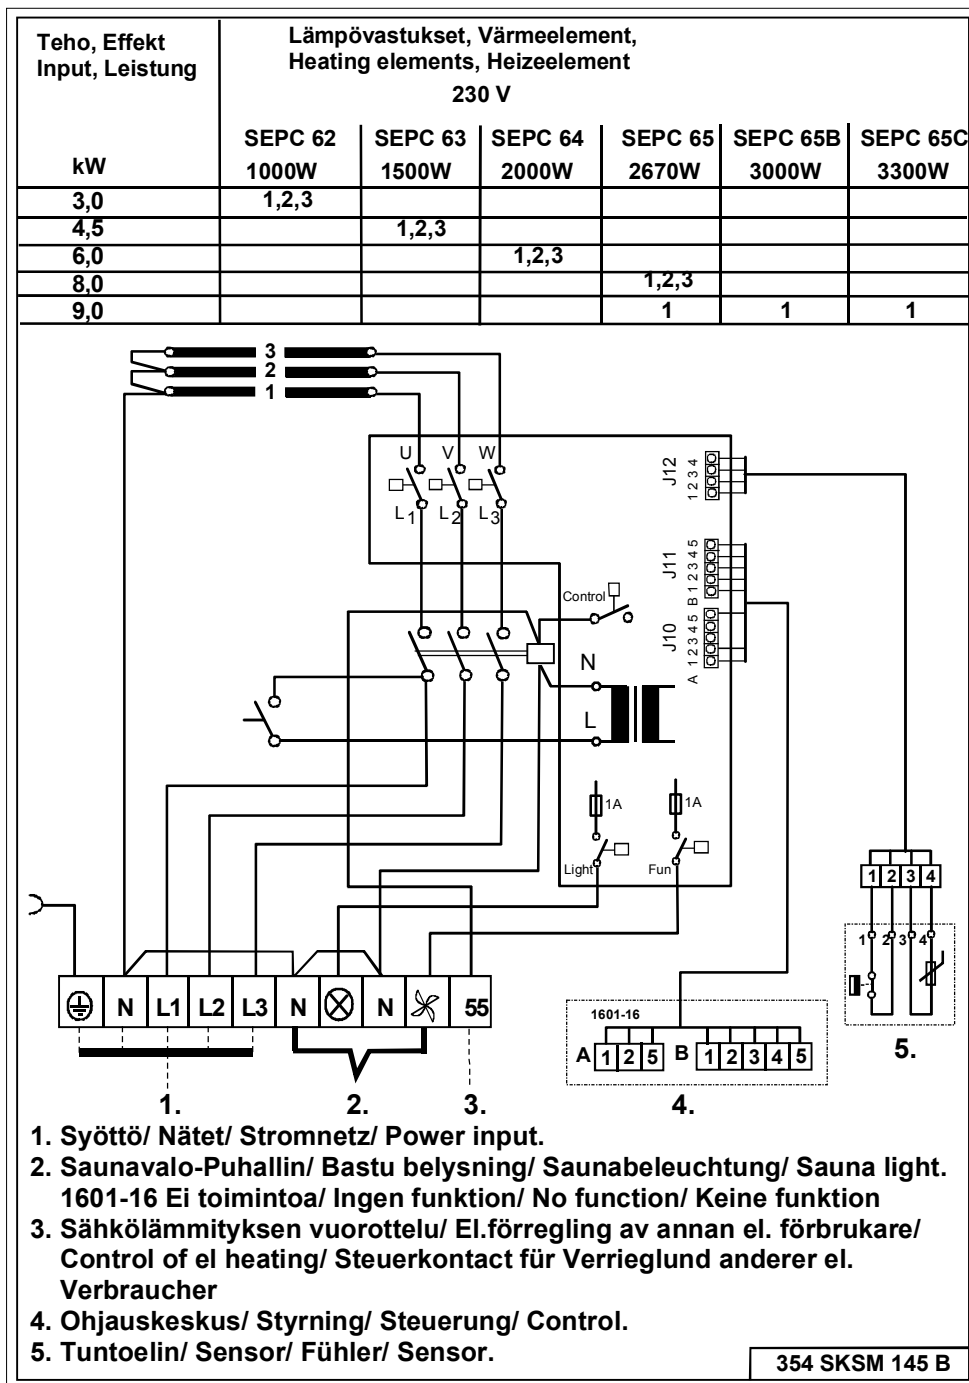 Teho, Effekt
Input, Leistung
Lämpövastukset, Värmeelement,
Heating elements, Heizeelement
230 V
kW
SEPC 62 SEPC 63 SEPC 64 SEPC 65 SEPC 65B SEPC 65C
1000W 1500W 2000W 2670W 3000W 3300W
3,0 1,2,3
4,5 1,2,3
6,0 1,2,3
8,0 1,2,3
9,0 1 1 1
3
2
1
U V W
L1 L2 L3
J12
1 2 3 4
J11
B 1 2 3 4 5
J10
A 1 2 3 4 5
Control
N
L
1A 1A
Light Fun
N L1 L2 L3 N N 55
1 2 3 4
1 2 3 4
5.
1601-16
A 1 2 5 B 1 2 3 4 5
1. 2. 3. 4.
1. Syöttö/ Nätet/ Stromnetz/ Power input.
2. Saunavalo-Puhallin/ Bastu belysning/ Saunabeleuchtung/ Sauna light.
1601-16 Ei toimintoa/ Ingen funktion/ No function/ Keine funktion
3. Sähkölämmityksen vuorottelu/ El.förregling av annan el. förbrukare/
Control of el heating/ Steuerkontact für Verrieglund anderer el.
Verbraucher
4. Ohjauskeskus/ Styrning/ Steuerung/ Control.
5. Tuntoelin/ Sensor/ Fühler/ Sensor.
354 SKSM 145 B